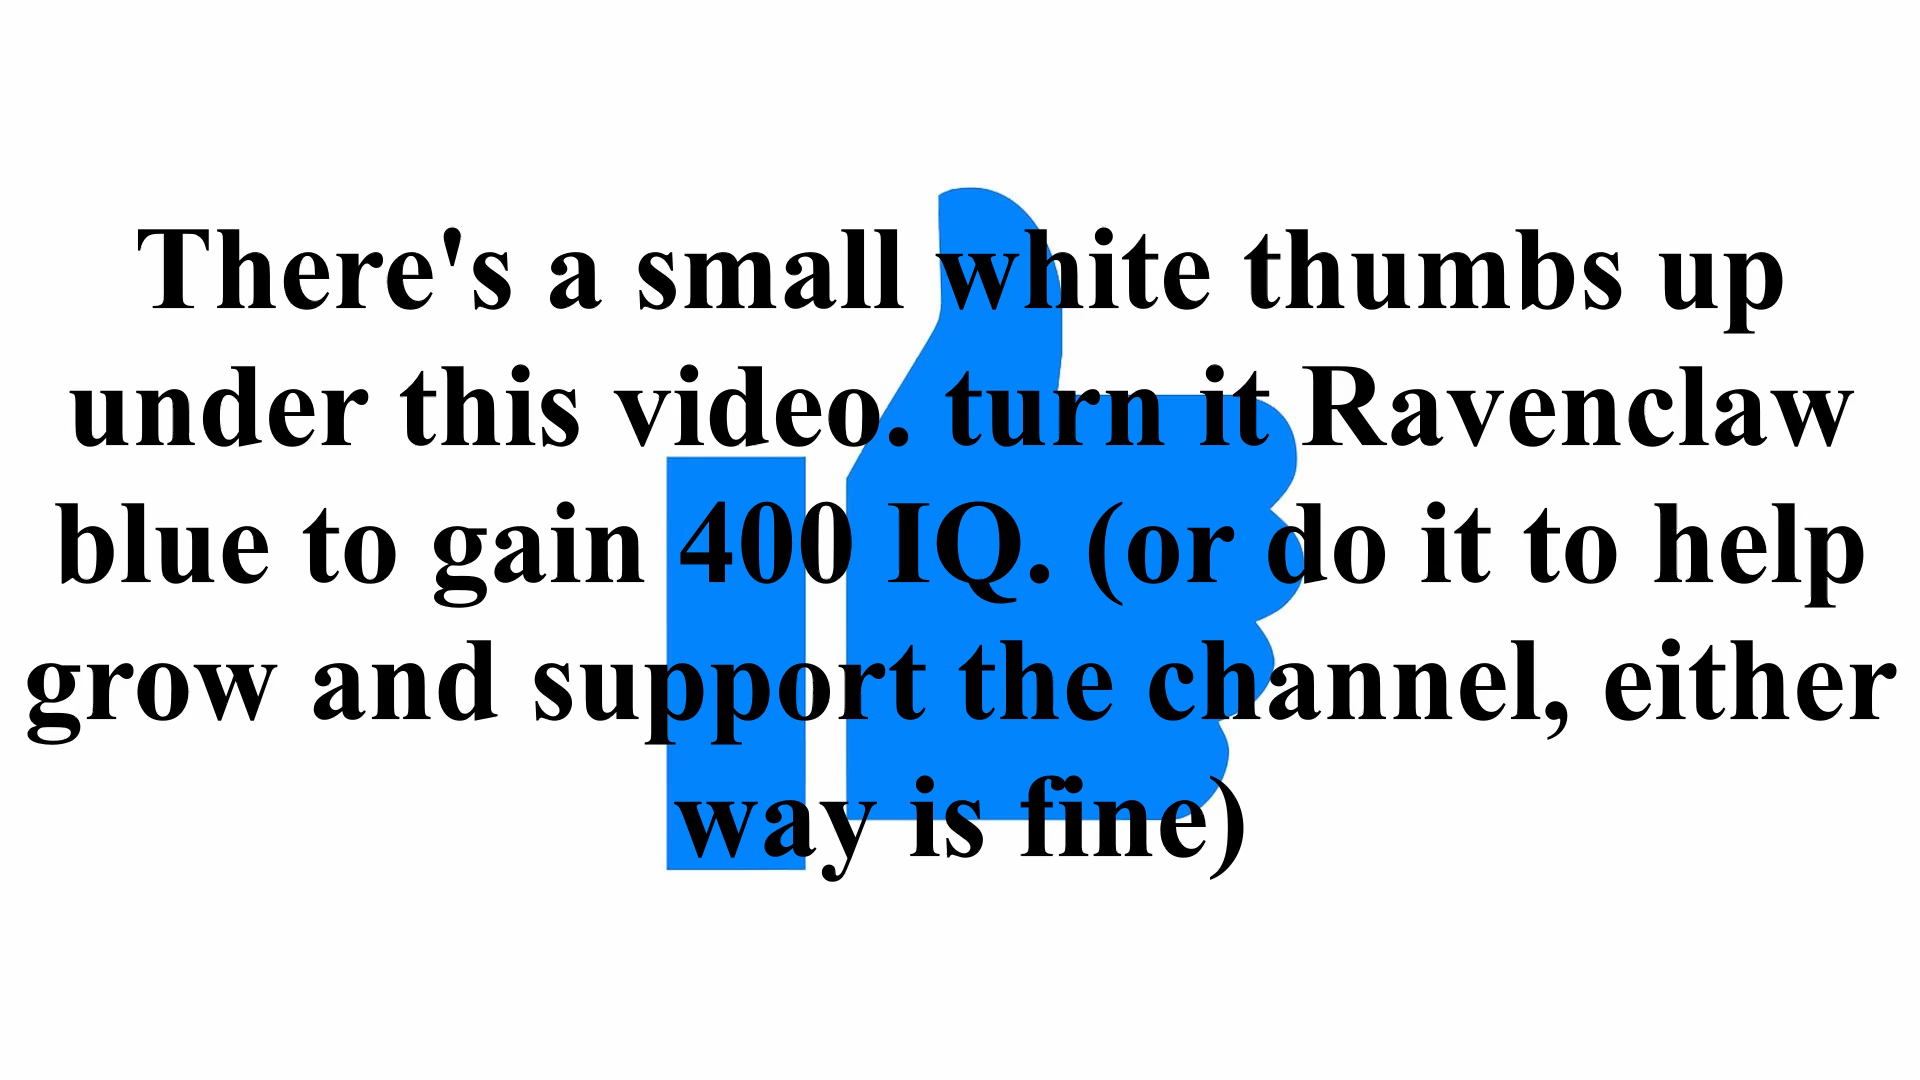 There's a small white thumbs up
under this video. turn it Ravenclaw
blue to gain 400 IQ. (or do it to help
grow and support the channel, either
way is fine)